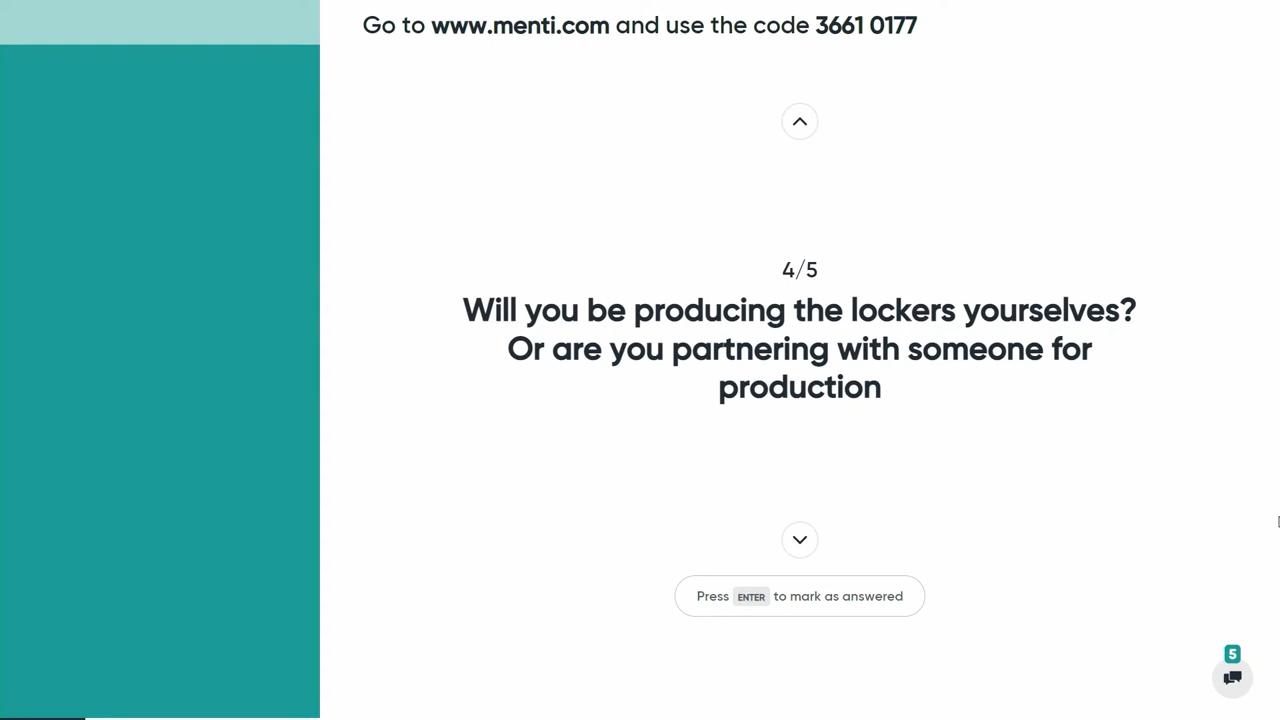 Go to www.menti.com and use the code 3661 0177
4/5
Will you be producing the lockers yourselves?
Or are you partnering with someone for
production
Press ENTER to mark as answered
5